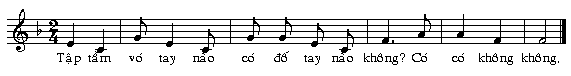 Tập tầm vó tay nào có đố tay nào không? Có có không không.